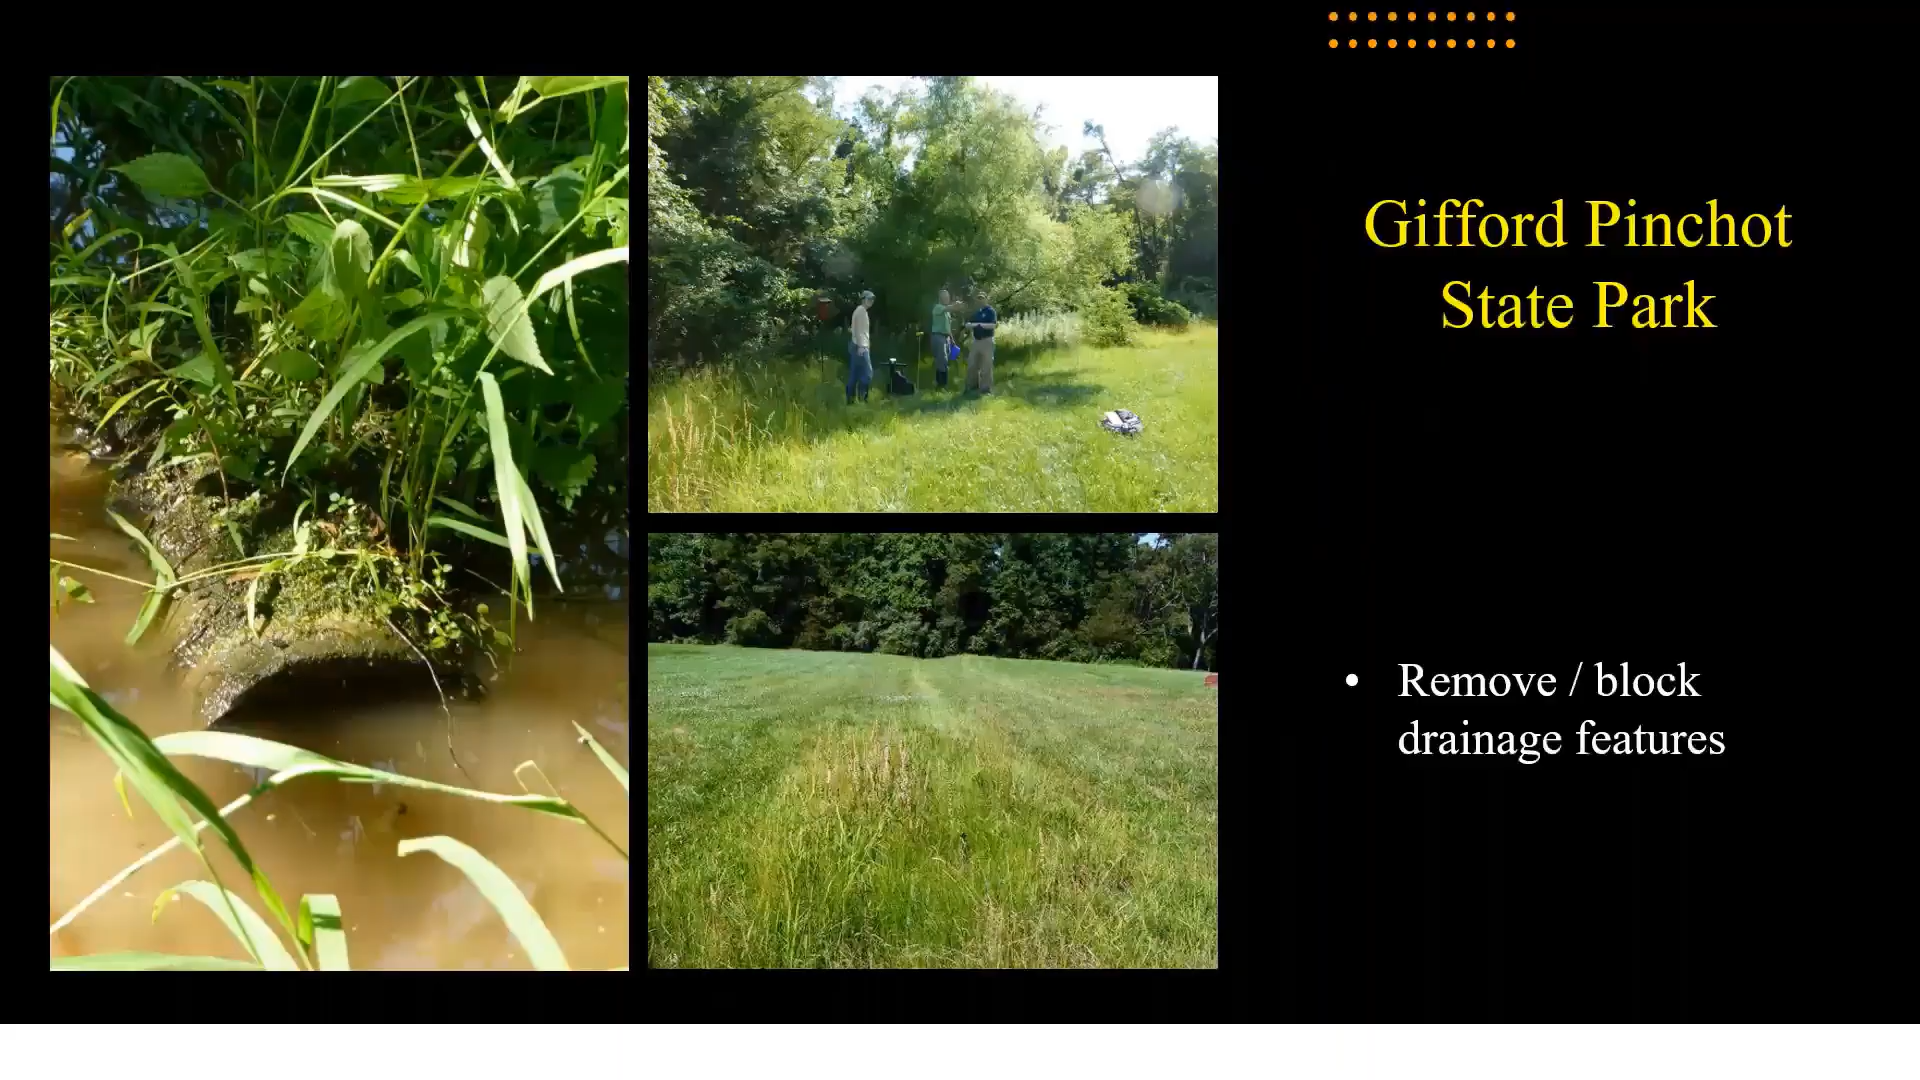 Gifford Pinchot
State Park
• Remove / block
drainage features